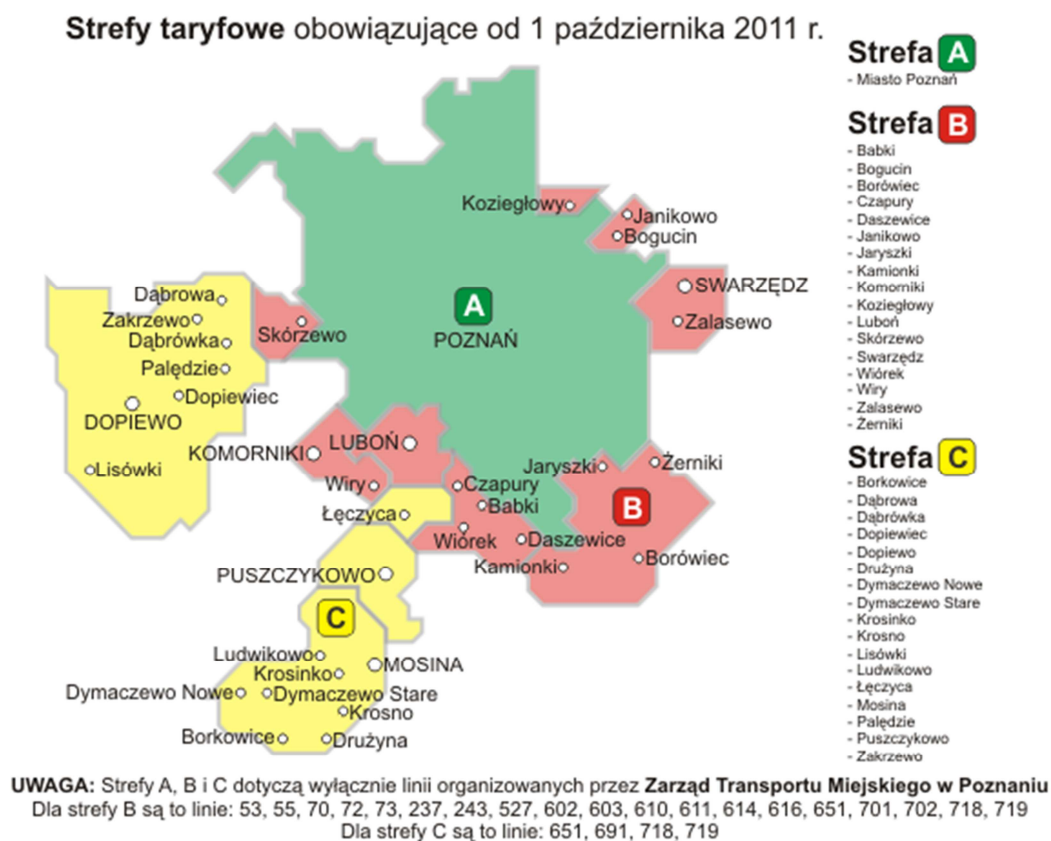 Strefy taryfowe obowiązujące od 1 października 2011 r.
Strefa A
- Miasto Poznań
Strefa B
- Babki
- Bogucin
- Borówiec
- Czapury
- Daszewice
- Janikowo
- Jaryszki
- Kamionki
- Komorniki
- Koziegłowy
- Luboń
- Skórzewo
- Swarzędz
- Wiórek
- Wiry
- Zalasewo
- Żerniki
Strefa C
- Borkowice
- Dąbrowa
- Dąbrówka
- Dopiewiec
- Dopiewo
- Drużyna
- Dymaczewo Nowe
- Dymaczewo Stare
- Krosinko
- Krosno
- Lisówki
- Ludwikowo
- Łęczyca
- Mosina
- Palędzie
- Puszczykowo
- Zakrzewo
Koziegłowy
Janikowo
Bogucin
SWARZĘDZ
Zalasewo
A
POZNAŃ
Dąbrowa
Zakrzewo
Dąbrówka
Palędzie
Dopiewiec
DOPIEWO
Lisówki
Skórzewo
KOMORNIKI
LUBOŃ
Wiry
Łęczyca
Czapury
Babki
Wiórek
Daszewice
Kamionki
Jaryszki
Żerniki
B
Borówiec
PUSZCZYKOWO
C
Ludwikowo
MOSINA
Krosinko
Dymaczewo Nowe
Dymaczewo Stare
Krosno
Borkowice
Drużyna
UWAGA: Strefy A, B i C dotyczą wyłącznie linii organizowanych przez Zarząd Transportu Miejskiego w Poznaniu
Dla strefy B są to linie: 53, 55, 70, 72, 73, 237, 243, 527, 602, 603, 610, 611, 614, 616, 651, 701, 702, 718, 719
Dla strefy C są to linie: 651, 691, 718, 719